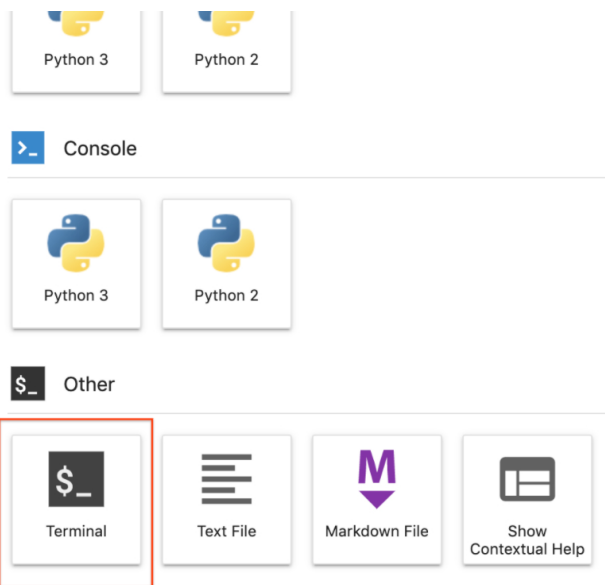 Python 3
Python 2
>_
Console
Python 3
Python 2
$_
Other
$_
M
Terminal
Text File
Markdown File
Show
Contextual Help